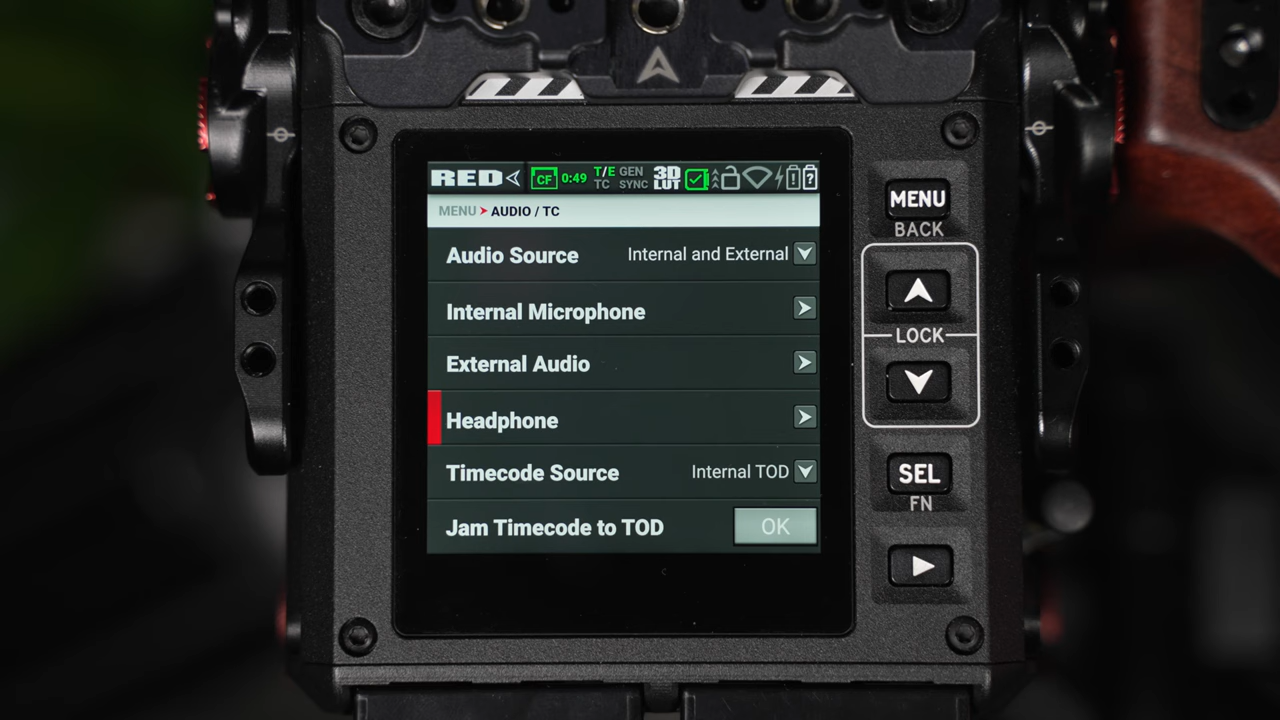 RED CF 0:49 T/E TC GEN SYNC 3D LUT ! ?
MENU AUDIO / TC
Audio Source Internal and External
Internal Microphone
External Audio
Headphone
Timecode Source Internal TOD
Jam Timecode to TOD OK
MENU
BACK
LOCK
SEL
FN